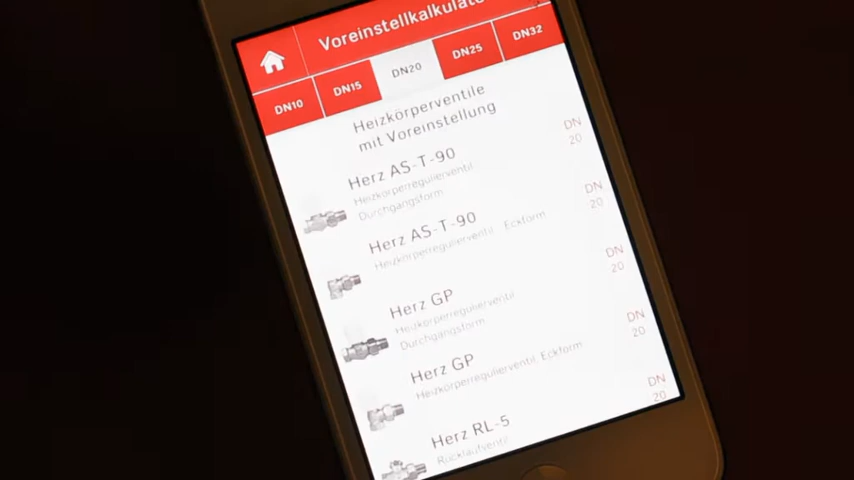 Voreinstellkalkulato
DN10
DN15
DN20
DN25
DN32
Heizkörperventile
mit Voreinstellung
Herz AS-T-90
Heizkörperregulierventil
Durchgangsform
DN
20
Herz AS-T-90
Heizkörperregulierventil Eckform
DN
20
Herz GP
Heizkörperregulierventil
Durchgangsform
DN
20
Herz GP
Heizkörperregulierventil Eckform
DN
20
Herz RL-5
Rücklaufventil
DN
20